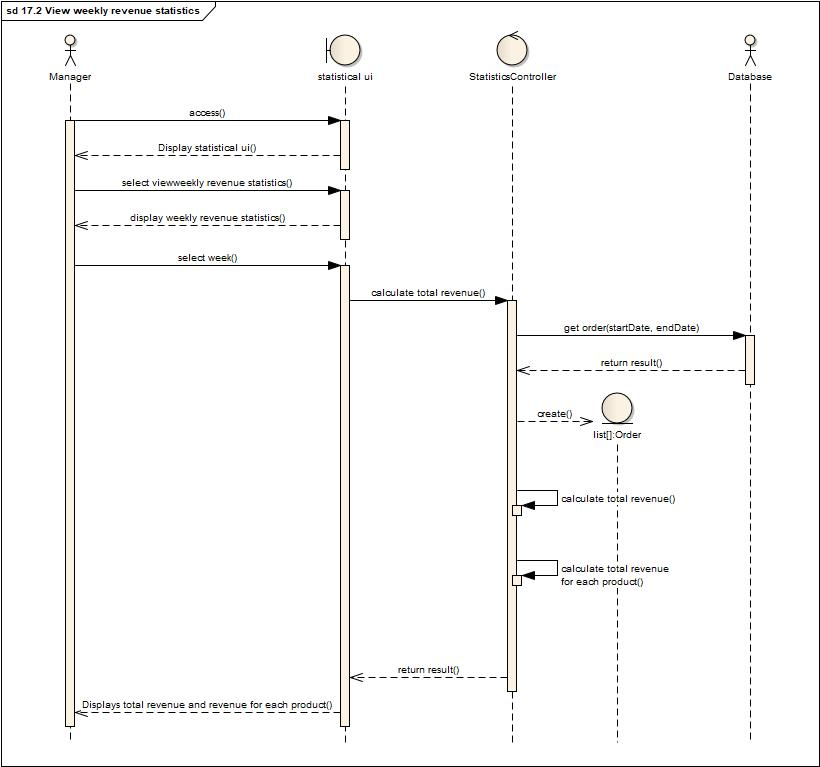 sd 17.2 View weekly revenue statistics
Manager
statistical ui
StatisticsController
Database
access()
Display statistical ui()
select viewweekly revenue statistics()
display weekly revenue statistics()
select week()
calculate total revenue()
get order(startDate, endDate)
return result()
create()
list[]:Order
calculate total revenue()
calculate total revenue
for each product()
return result()
Displays total revenue and revenue for each product()